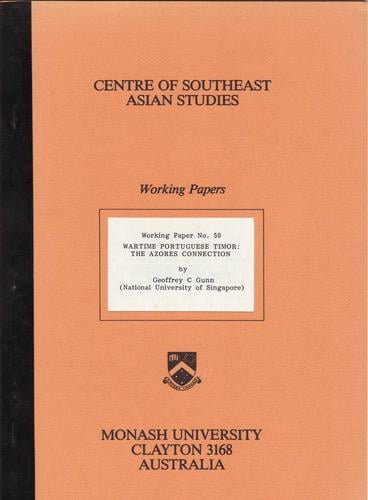 CENTRE OF SOUTHEAST
ASIAN STUDIES
Working Papers
Working Paper No. 50
WARTIME PORTUGUESE TIMOR:
THE AZORES CONNECTION
by
Geoffrey C Gunn
(National University of Singapore)
MONASH UNIVERSITY
CLAYTON 3168
AUSTRALIA